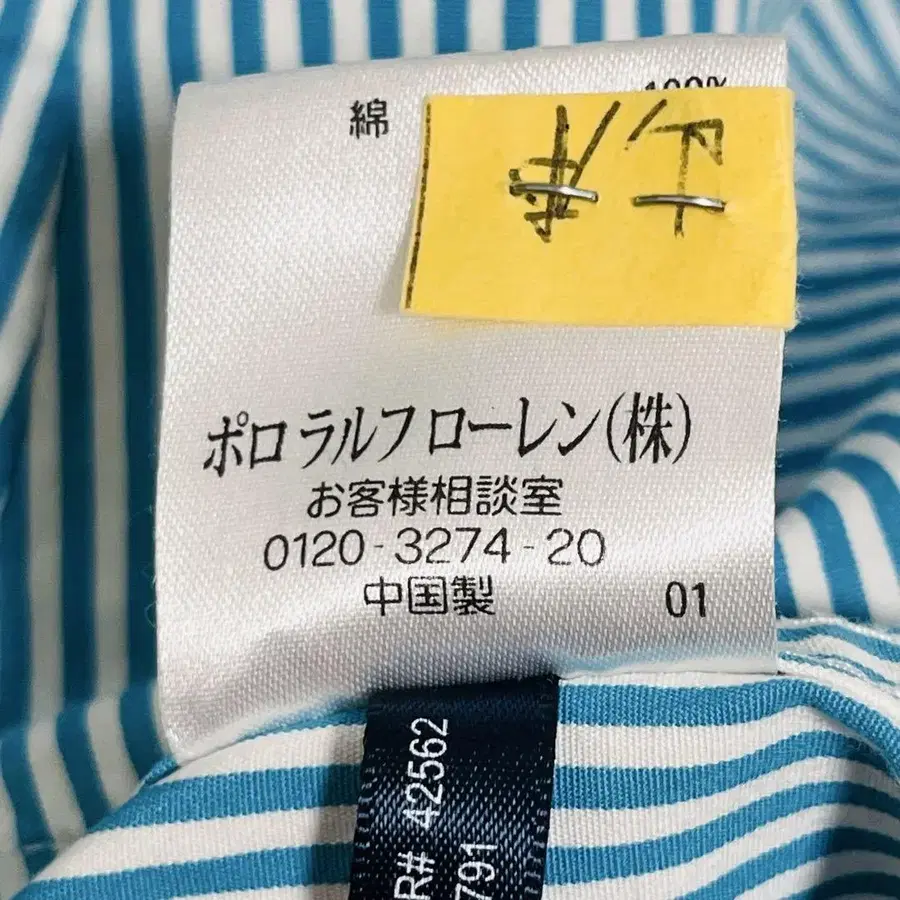 綿 100%
ポロ ラルフ ローレン(株)
お客様相談室
0120-3274-20
中国製 01
R# 42562
791